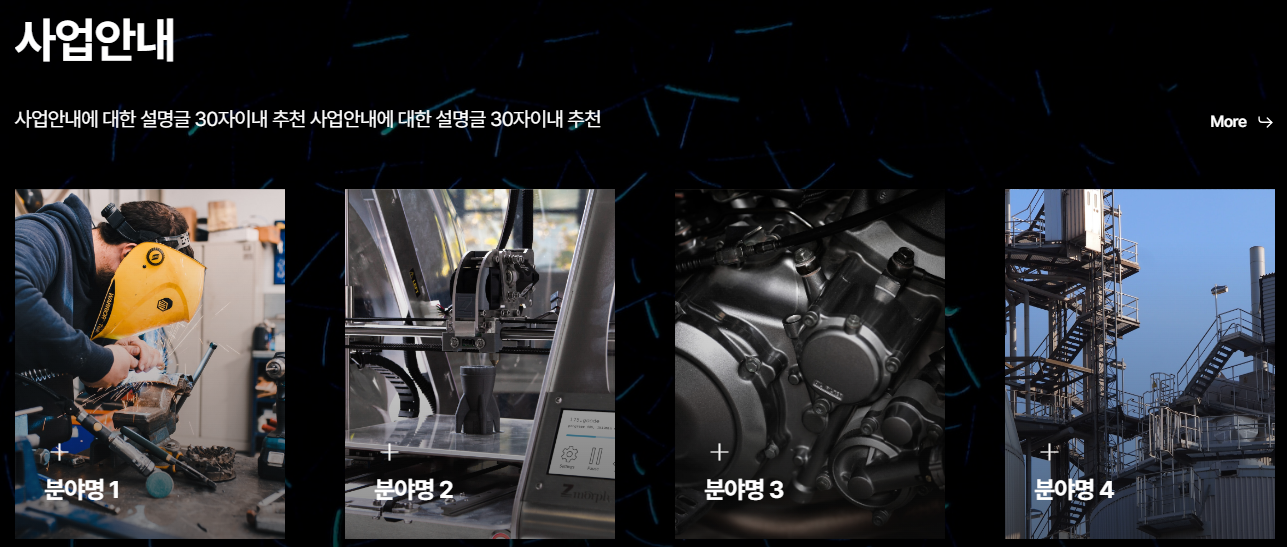 사업안내
사업안내에 대한 설명글 30자이내 추천 사업안내에 대한 설명글 30자이내 추천
More
분야명 1
분야명 2
분야명 3
분야명 4